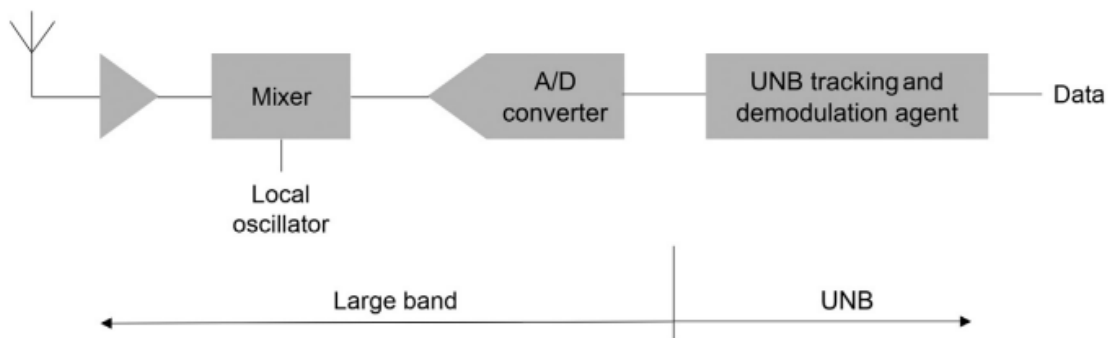 Mixer
Local
oscillator
A/D
converter
UNB tracking and
demodulation agent
Data
Large band
UNB